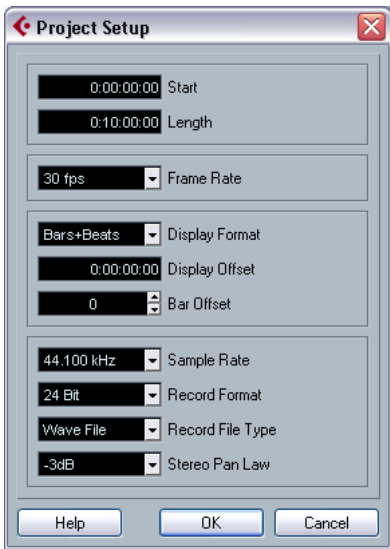 Project Setup
0:00:00:00 Start
0:10:00:00 Length
30 fps Frame Rate
Bars+Beats Display Format
0:00:00:00 Display Offset
0 Bar Offset
44.100 kHz Sample Rate
24 Bit Record Format
Wave File Record File Type
-3dB Stereo Pan Law
Help OK Cancel